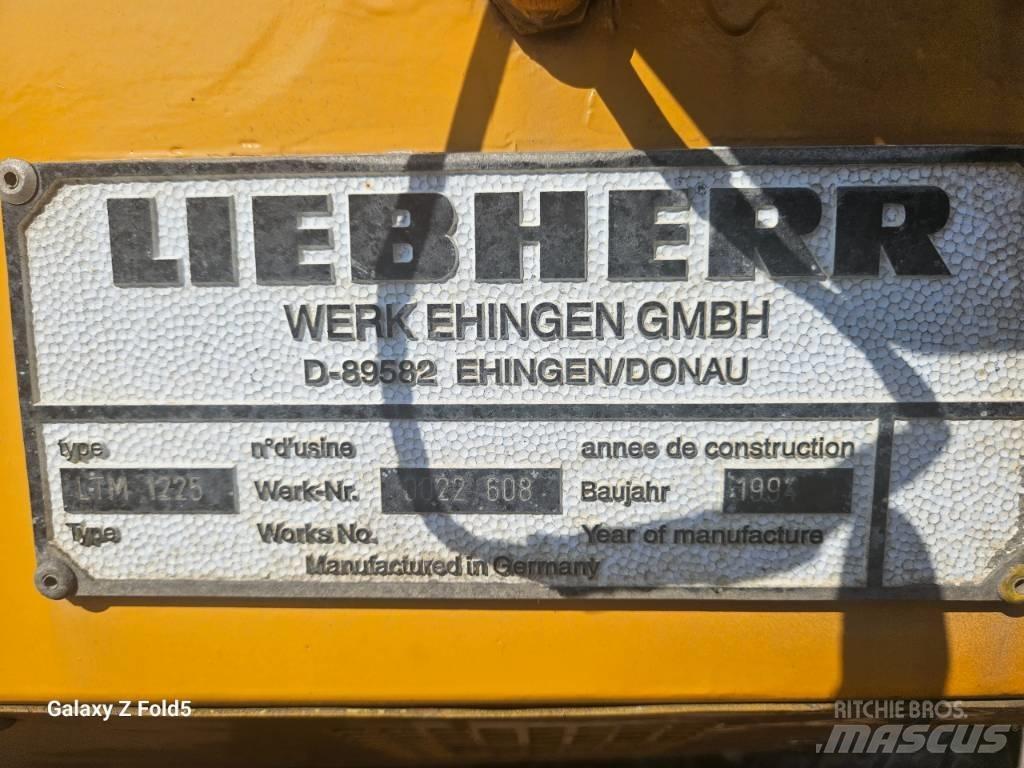 LIEBHERR
WERK EHINGEN GMBH
D-89582 EHINGEN/DONAU
type n°d'usine annee de construction
LTM 1225 Werk-Nr. 0022 608 Baujahr
Type Works No. Year of manufacture
Manufactured in Germany
Galaxy Z Fold5
RITCHIE BROS.
MASCUS